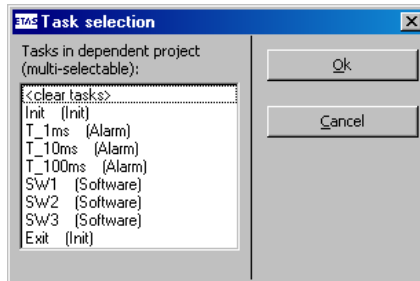 ETAS Task selection
Tasks in dependent project
(multi-selectable):
<clear tasks>
Init (Init)
T_1ms (Alarm)
T_10ms (Alarm)
T_100ms (Alarm)
SW1 (Software)
SW2 (Software)
SW3 (Software)
Exit (Init)
Ok
Cancel